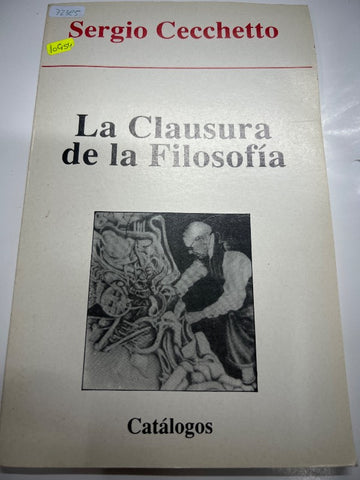 Sergio Cecchetto
La Clausura
de la Filosofía
Catálogos